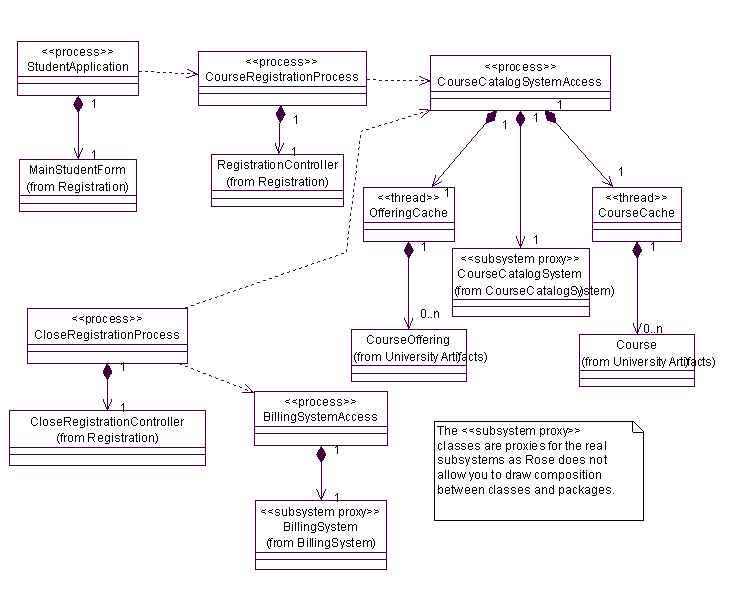 <<process>>
StudentApplication
<<process>>
CourseRegistrationProcess
<<process>>
CourseCatalogSystemAccess
1
1
1
1
1
1
1
MainStudentForm
(from Registration)
RegistrationController
(from Registration)
1
1
1
<<thread>>
OfferingCache
<<thread>>
CourseCache
1
1
1
<<subsystem proxy>>
CourseCatalogSystem
(from CourseCatalogSystem)
0..n
0..n
<<process>>
CloseRegistrationProcess
CourseOffering
(from University Artifacts)
Course
(from University Artifacts)
1
1
<<process>>
BillingSystemAccess
CloseRegistrationController
(from Registration)
1
1
The <<subsystem proxy>>
classes are proxies for the real
subsystems as Rose does not
allow you to draw composition
between classes and packages.
<<subsystem proxy>>
BillingSystem
(from BillingSystem)